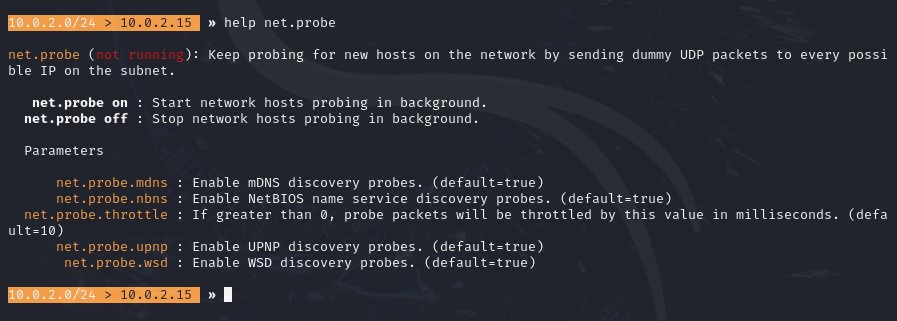 10.0.2.0/24 > 10.0.2.15 » help net.probe
net.probe (not running): Keep probing for new hosts on the network by sending dummy UDP packets to every possi
ble IP on the subnet.
net.probe on : Start network hosts probing in background.
net.probe off : Stop network hosts probing in background.
Parameters
net.probe.mdns : Enable mDNS discovery probes. (default=true)
net.probe.nbns : Enable NetBIOS name service discovery probes. (default=true)
net.probe.throttle : If greater than 0, probe packets will be throttled by this value in milliseconds. (defa
ult=10)
net.probe.upnp : Enable UPNP discovery probes. (default=true)
net.probe.wsd : Enable WSD discovery probes. (default=true)
10.0.2.0/24 > 10.0.2.15 »